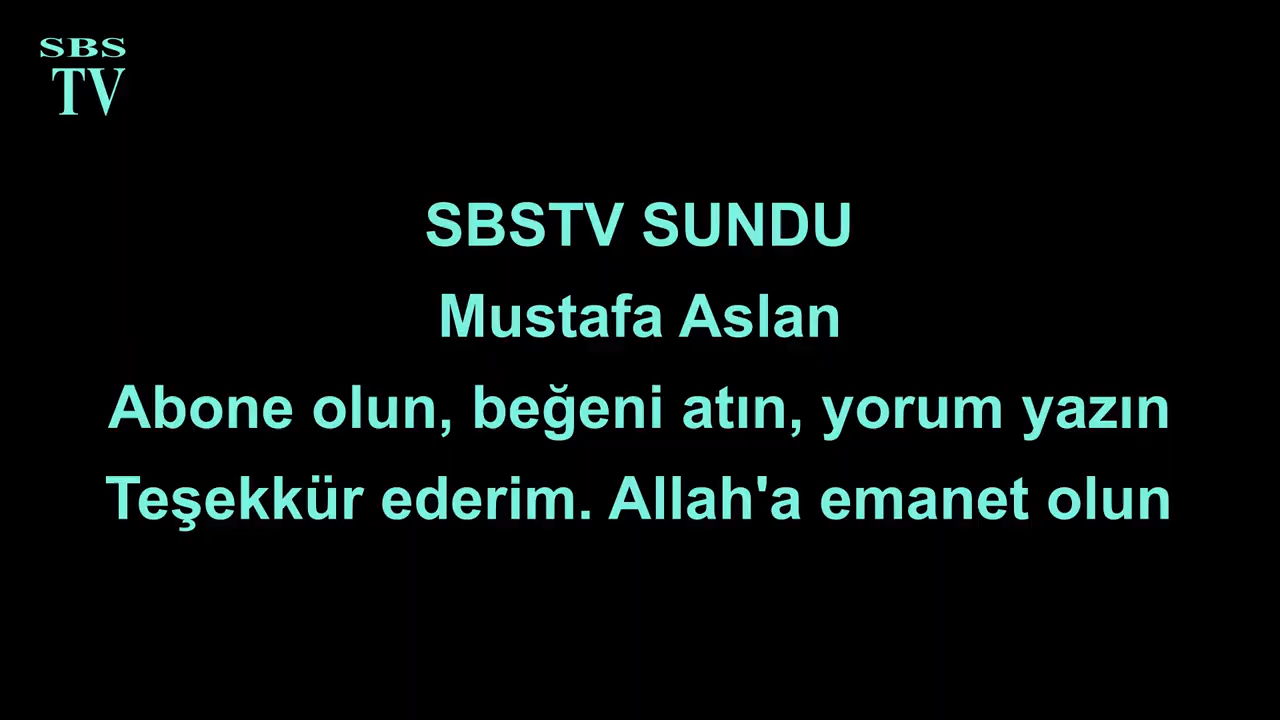 SBS
TV
SBSTV SUNDU
Mustafa Aslan
Abone olun, beğeni atın, yorum yazın
Teşekkür ederim. Allah'a emanet olun